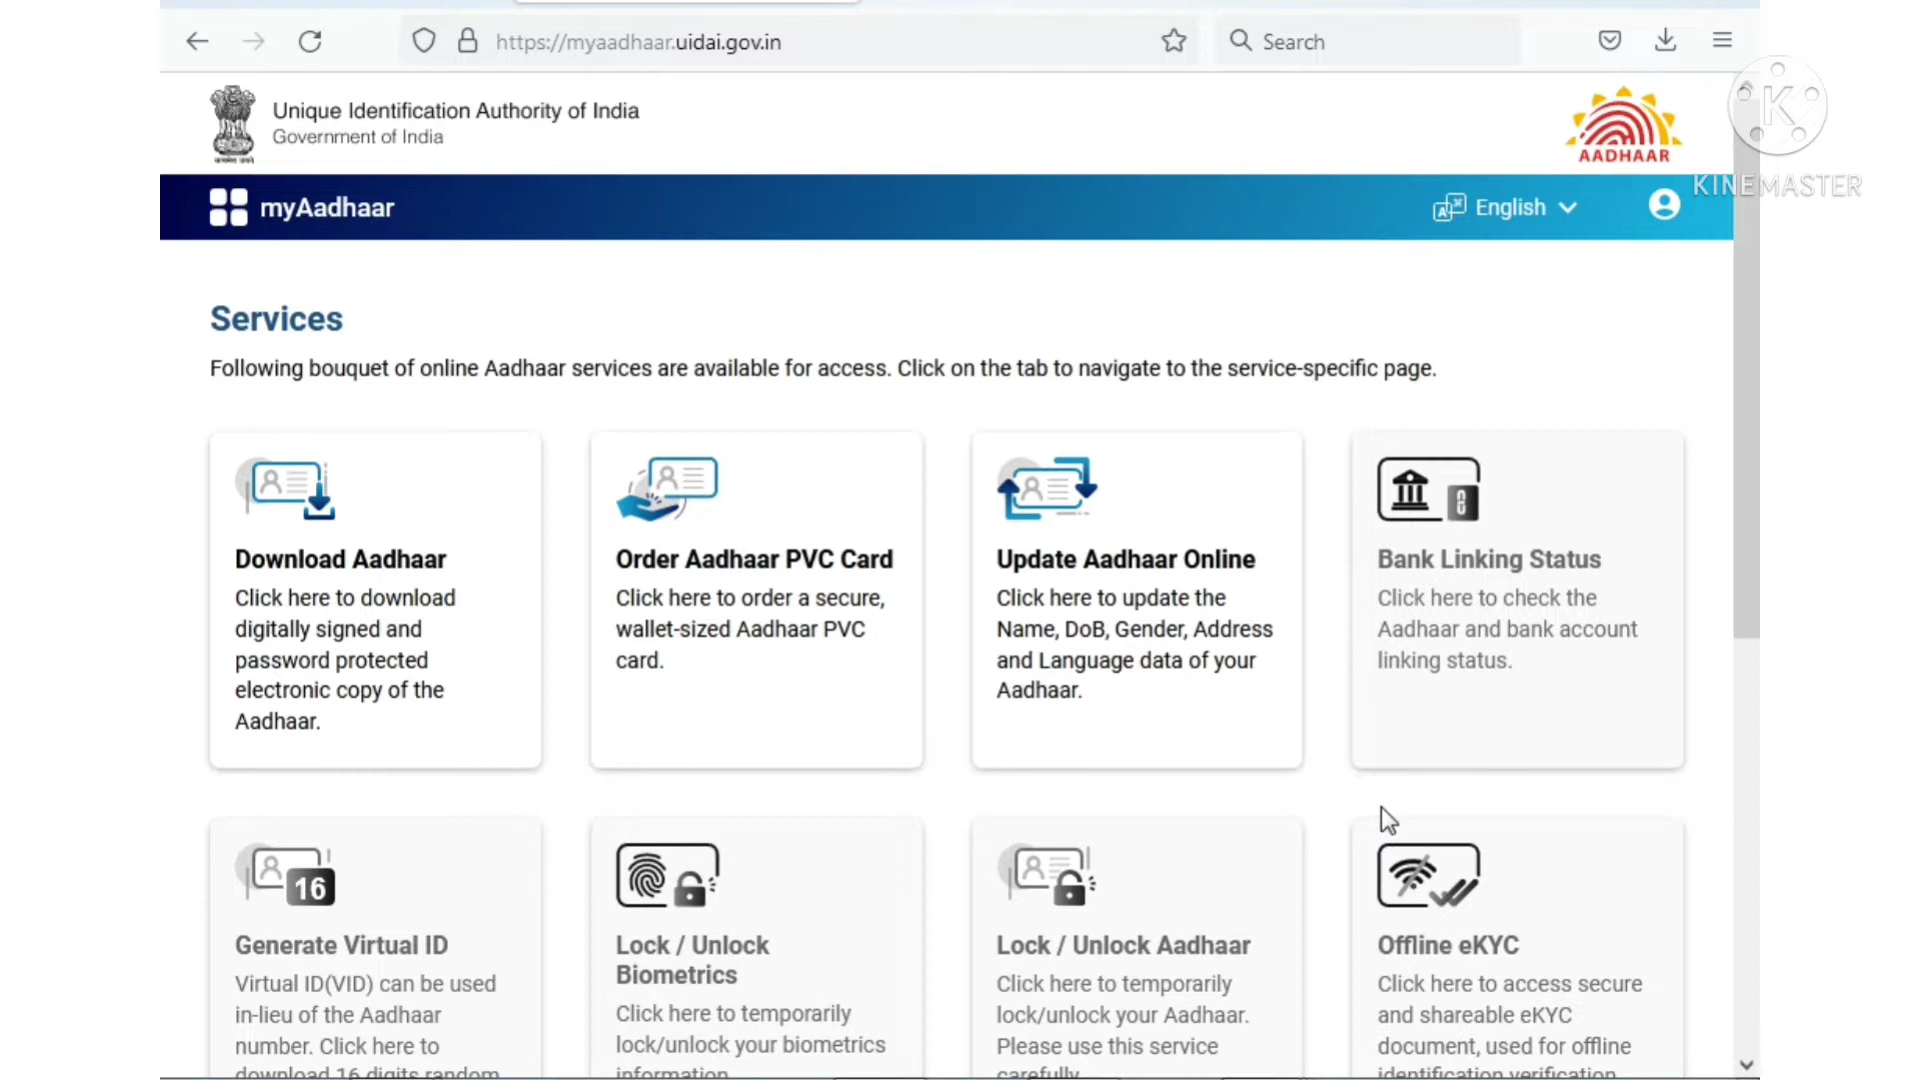 https://myaadhaar.uidai.gov.in
Search
Unique Identification Authority of India
Government of India
AADHAAR
K
KINEMASTER
myAadhaar
English
Services
Following bouquet of online Aadhaar services are available for access. Click on the tab to navigate to the service-specific page.
Download Aadhaar
Click here to download
digitally signed and
password protected
electronic copy of the
Aadhaar.
Order Aadhaar PVC Card
Click here to order a secure,
wallet-sized Aadhaar PVC
card.
Update Aadhaar Online
Click here to update the
Name, DoB, Gender, Address
and Language data of your
Aadhaar.
Bank Linking Status
Click here to check the
Aadhaar and bank account
linking status.
16
Generate Virtual ID
Virtual ID(VID) can be used
in-lieu of the Aadhaar
number. Click here to
download 16 digits random
Lock / Unlock
Biometrics
Click here to temporarily
lock/unlock your biometrics
information
Lock / Unlock Aadhaar
Click here to temporarily
lock/unlock your Aadhaar.
Please use this service
carefully
Offline eKYC
Click here to access secure
and shareable eKYC
document, used for offline
identification verification